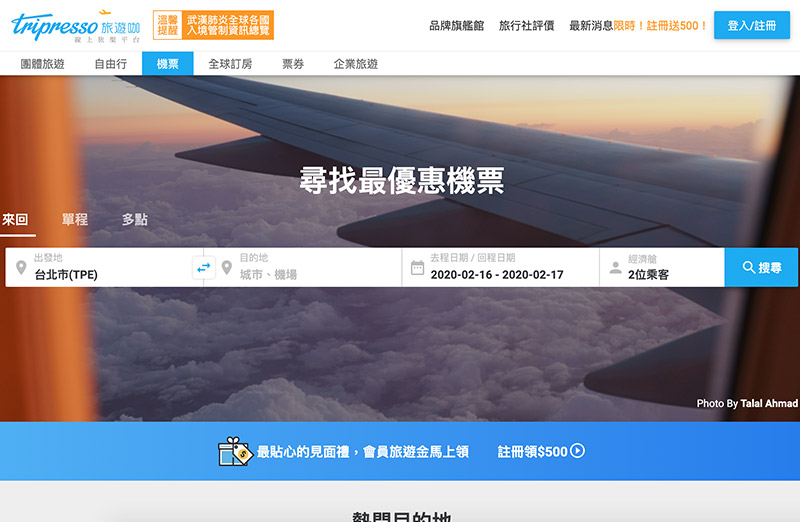 tripresso 旅遊咖
線上旅展平台
溫馨
提醒
武漢肺炎全球各國
入境管制資訊總覽
品牌旗艦館 旅行社評價 最新消息 限時！註冊送500！ 登入/註冊
團體旅遊 自由行 機票 全球訂房 票券 企業旅遊
尋找最優惠機票
來回 單程 多點
出發地 目的地 去程日期 / 回程日期 經濟艙
台北市(TPE) 城市、機場 2020-02-16 - 2020-02-17 2位乘客 搜尋
Photo By Talal Ahmad
$ 最貼心的見面禮，會員旅遊金馬上領 註冊領$500
熱門目的地